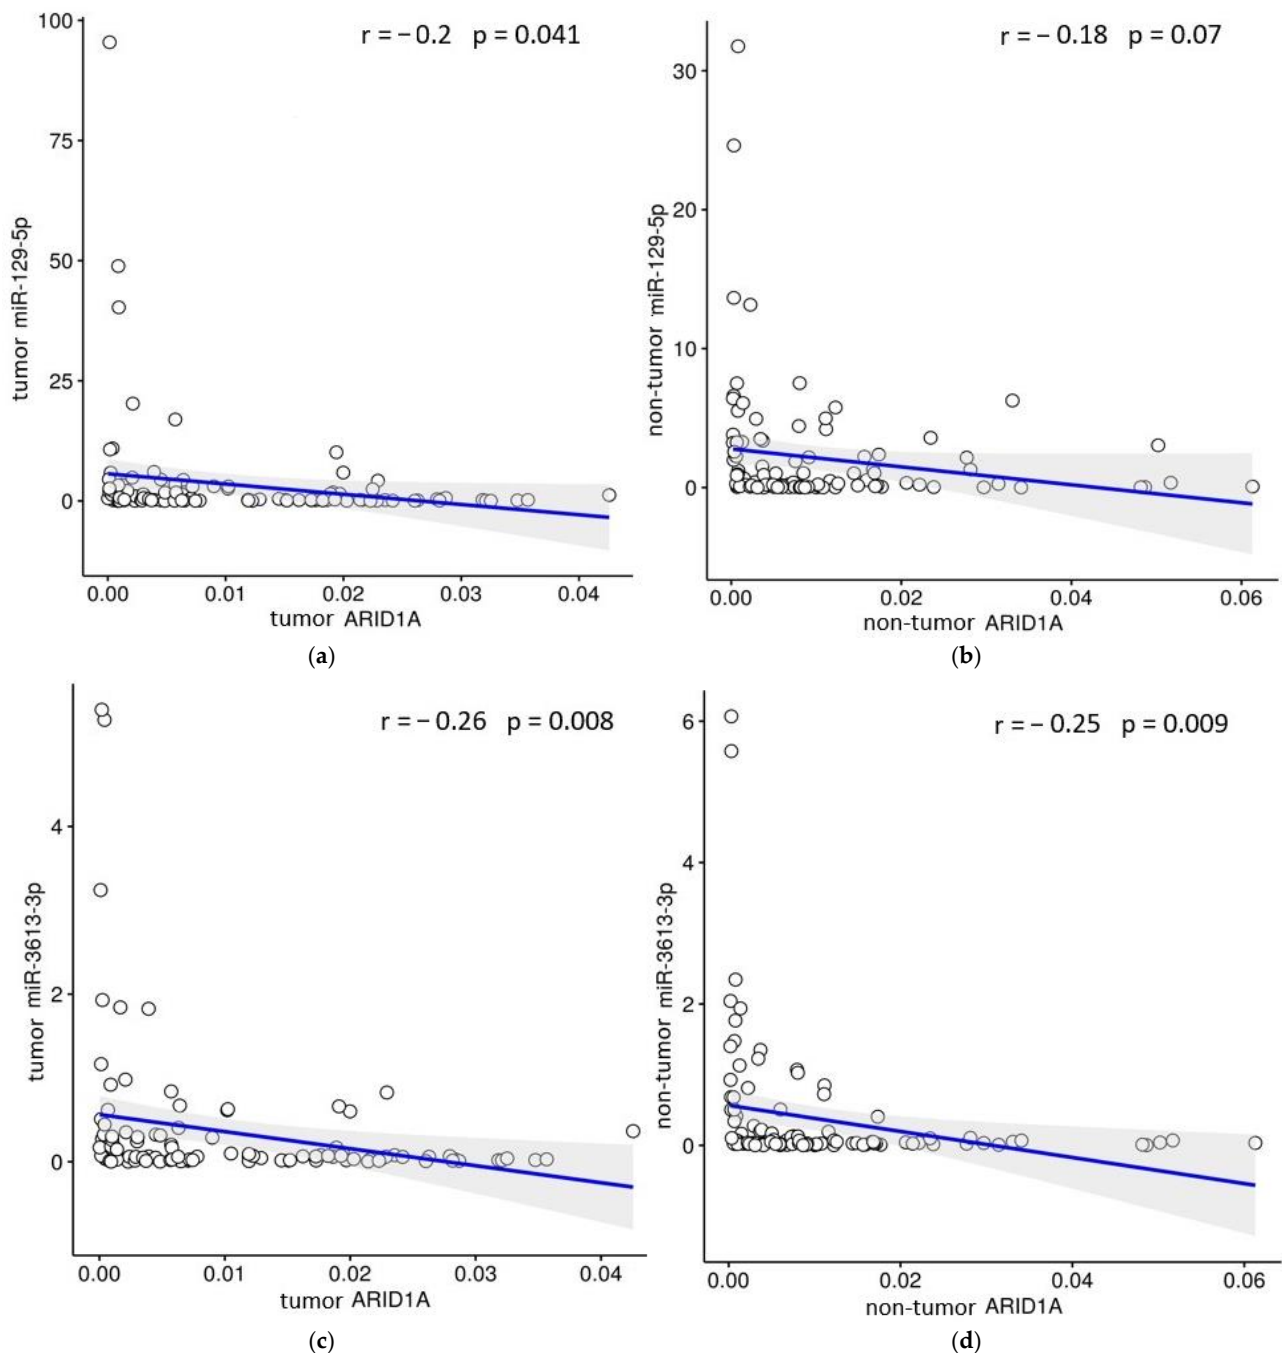 r = − 0.2 p = 0.041
100
75
50
25
0
tumor miR-129-5p
0.00 0.01 0.02 0.03 0.04
tumor ARID1A
(a)
r = − 0.18 p = 0.07
30
20
10
0
non-tumor miR-129-5p
0.00 0.02 0.04 0.06
non-tumor ARID1A
(b)
r = − 0.26 p = 0.008
4
2
0
tumor miR-3613-3p
0.00 0.01 0.02 0.03 0.04
tumor ARID1A
(c)
r = − 0.25 p = 0.009
6
4
2
0
non-tumor miR-3613-3p
0.00 0.02 0.04 0.06
non-tumor ARID1A
(d)